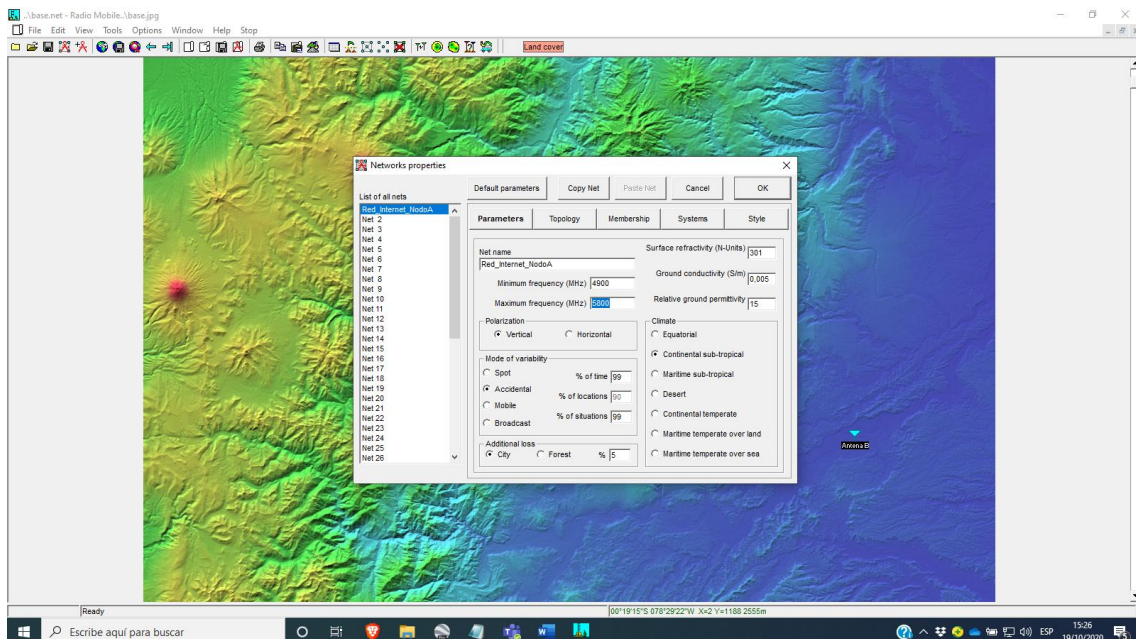 ..\base.net - Radio Mobile..\base.jpg
File Edit View Tools Options Window Help Stop
Land cover
Networks properties
List of all nets
Default parameters Copy Net Paste Net Cancel OK
Red_Internet_NodoA
Net 2
Net 3
Net 4
Net 5
Net 6
Net 7
Net 8
Net 9
Net 10
Net 11
Net 12
Net 13
Net 14
Net 15
Net 16
Net 17
Net 18
Net 19
Net 20
Net 21
Net 22
Net 23
Net 24
Net 25
Net 26
Parameters Topology Membership Systems Style
Net name
Red_Internet_NodoA
Minimum frequency (MHz) 4900
Maximum frequency (MHz) 5800
Surface refractivity (N-Units) 301
Ground conductivity (S/m) 0,005
Relative ground permittivity 15
Polarization
Vertical Horizontal
Mode of variability
Spot
Accidental
Mobile
Broadcast
% of time 99
% of locations 90
% of situations 99
Additional loss
City Forest % 5
Climate
Equatorial
Continental sub-tropical
Maritime sub-tropical
Desert
Continental temperate
Maritime temperate over land
Maritime temperate over sea
Antena B
Ready
00°19'15"S 078°29'22"W X=2 Y=1188 2555m
Escribe aquí para buscar
ESP
15:26
19/10/2020